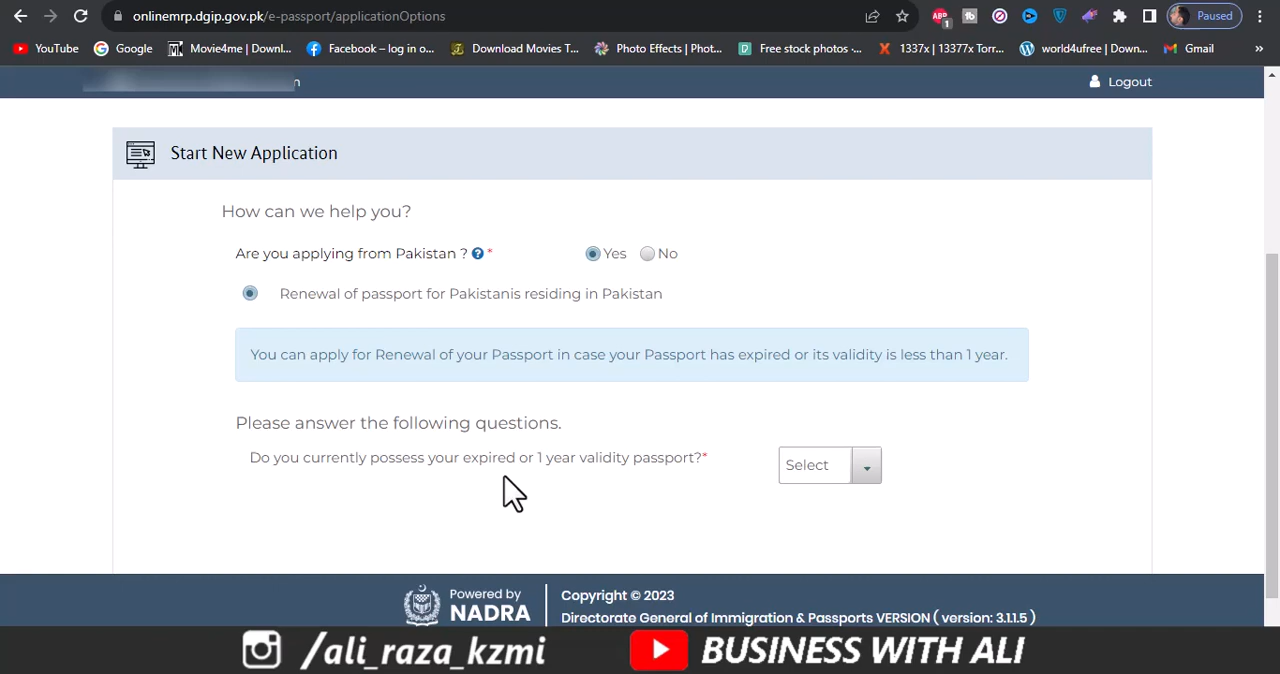 onlinemrp.dgip.gov.pk/e-passport/applicationOptions
ABP
1
Paused
YouTube
Google
Movie4me | Downl...
Facebook – log in o...
Download Movies T...
Photo Effects | Phot...
Free stock photos ·...
1337x | 13377x Torr...
world4ufree | Down...
Gmail
»
n
Logout
Start New Application
How can we help you?
Are you applying from Pakistan ? ? *
Yes
No
Renewal of passport for Pakistanis residing in Pakistan
You can apply for Renewal of your Passport in case your Passport has expired or its validity is less than 1 year.
Please answer the following questions.
Do you currently possess your expired or 1 year validity passport?*
Select
Powered by
NADRA
Copyright © 2023
Directorate General of Immigration & Passports VERSION ( version: 3.1.1.5 )
/ali_raza_kzmi
BUSINESS WITH ALI